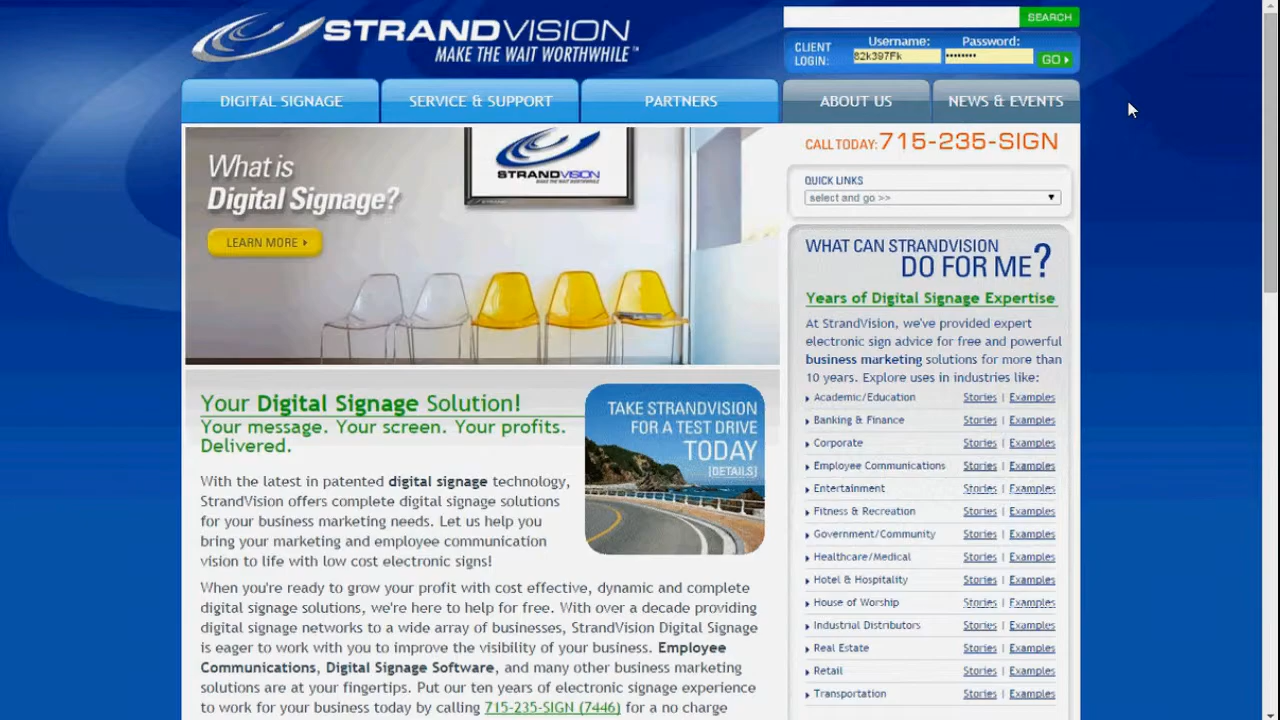 STRANDVISION
MAKE THE WAIT WORTHWHILE™
SEARCH
CLIENT LOGIN:
Username:
Password:
82k397Fk
••••••••
GO
DIGITAL SIGNAGE
SERVICE & SUPPORT
PARTNERS
ABOUT US
NEWS & EVENTS
What is
Digital Signage?
LEARN MORE
STRANDVISION
MAKE THE WAIT WORTHWHILE
CALL TODAY: 715-235-SIGN
QUICK LINKS
select and go >>
Your Digital Signage Solution!
Your message. Your screen. Your profits.
Delivered.
TAKE STRANDVISION
FOR A TEST DRIVE
TODAY
[DETAILS]
With the latest in patented digital signage technology,
StrandVision offers complete digital signage solutions
for your business marketing needs. Let us help you
bring your marketing and employee communication
vision to life with low cost electronic signs!
When you're ready to grow your profit with cost effective, dynamic and complete
digital signage solutions, we're here to help for free. With over a decade providing
digital signage networks to a wide array of businesses, StrandVision Digital Signage
is eager to work with you to improve the visibility of your business. Employee
Communications, Digital Signage Software, and many other business marketing
solutions are at your fingertips. Put our ten years of electronic signage experience
to work for your business today by calling 715-235-SIGN (7446) for a no charge
WHAT CAN STRANDVISION
DO FOR ME?
Years of Digital Signage Expertise
At StrandVision, we've provided expert
electronic sign advice for free and powerful
business marketing solutions for more than
10 years. Explore uses in industries like:
Academic/Education Stories | Examples
Banking & Finance Stories | Examples
Corporate Stories | Examples
Employee Communications Stories | Examples
Entertainment Stories | Examples
Fitness & Recreation Stories | Examples
Government/Community Stories | Examples
Healthcare/Medical Stories | Examples
Hotel & Hospitality Stories | Examples
House of Worship Stories | Examples
Industrial Distributors Stories | Examples
Real Estate Stories | Examples
Retail Stories | Examples
Transportation Stories | Examples